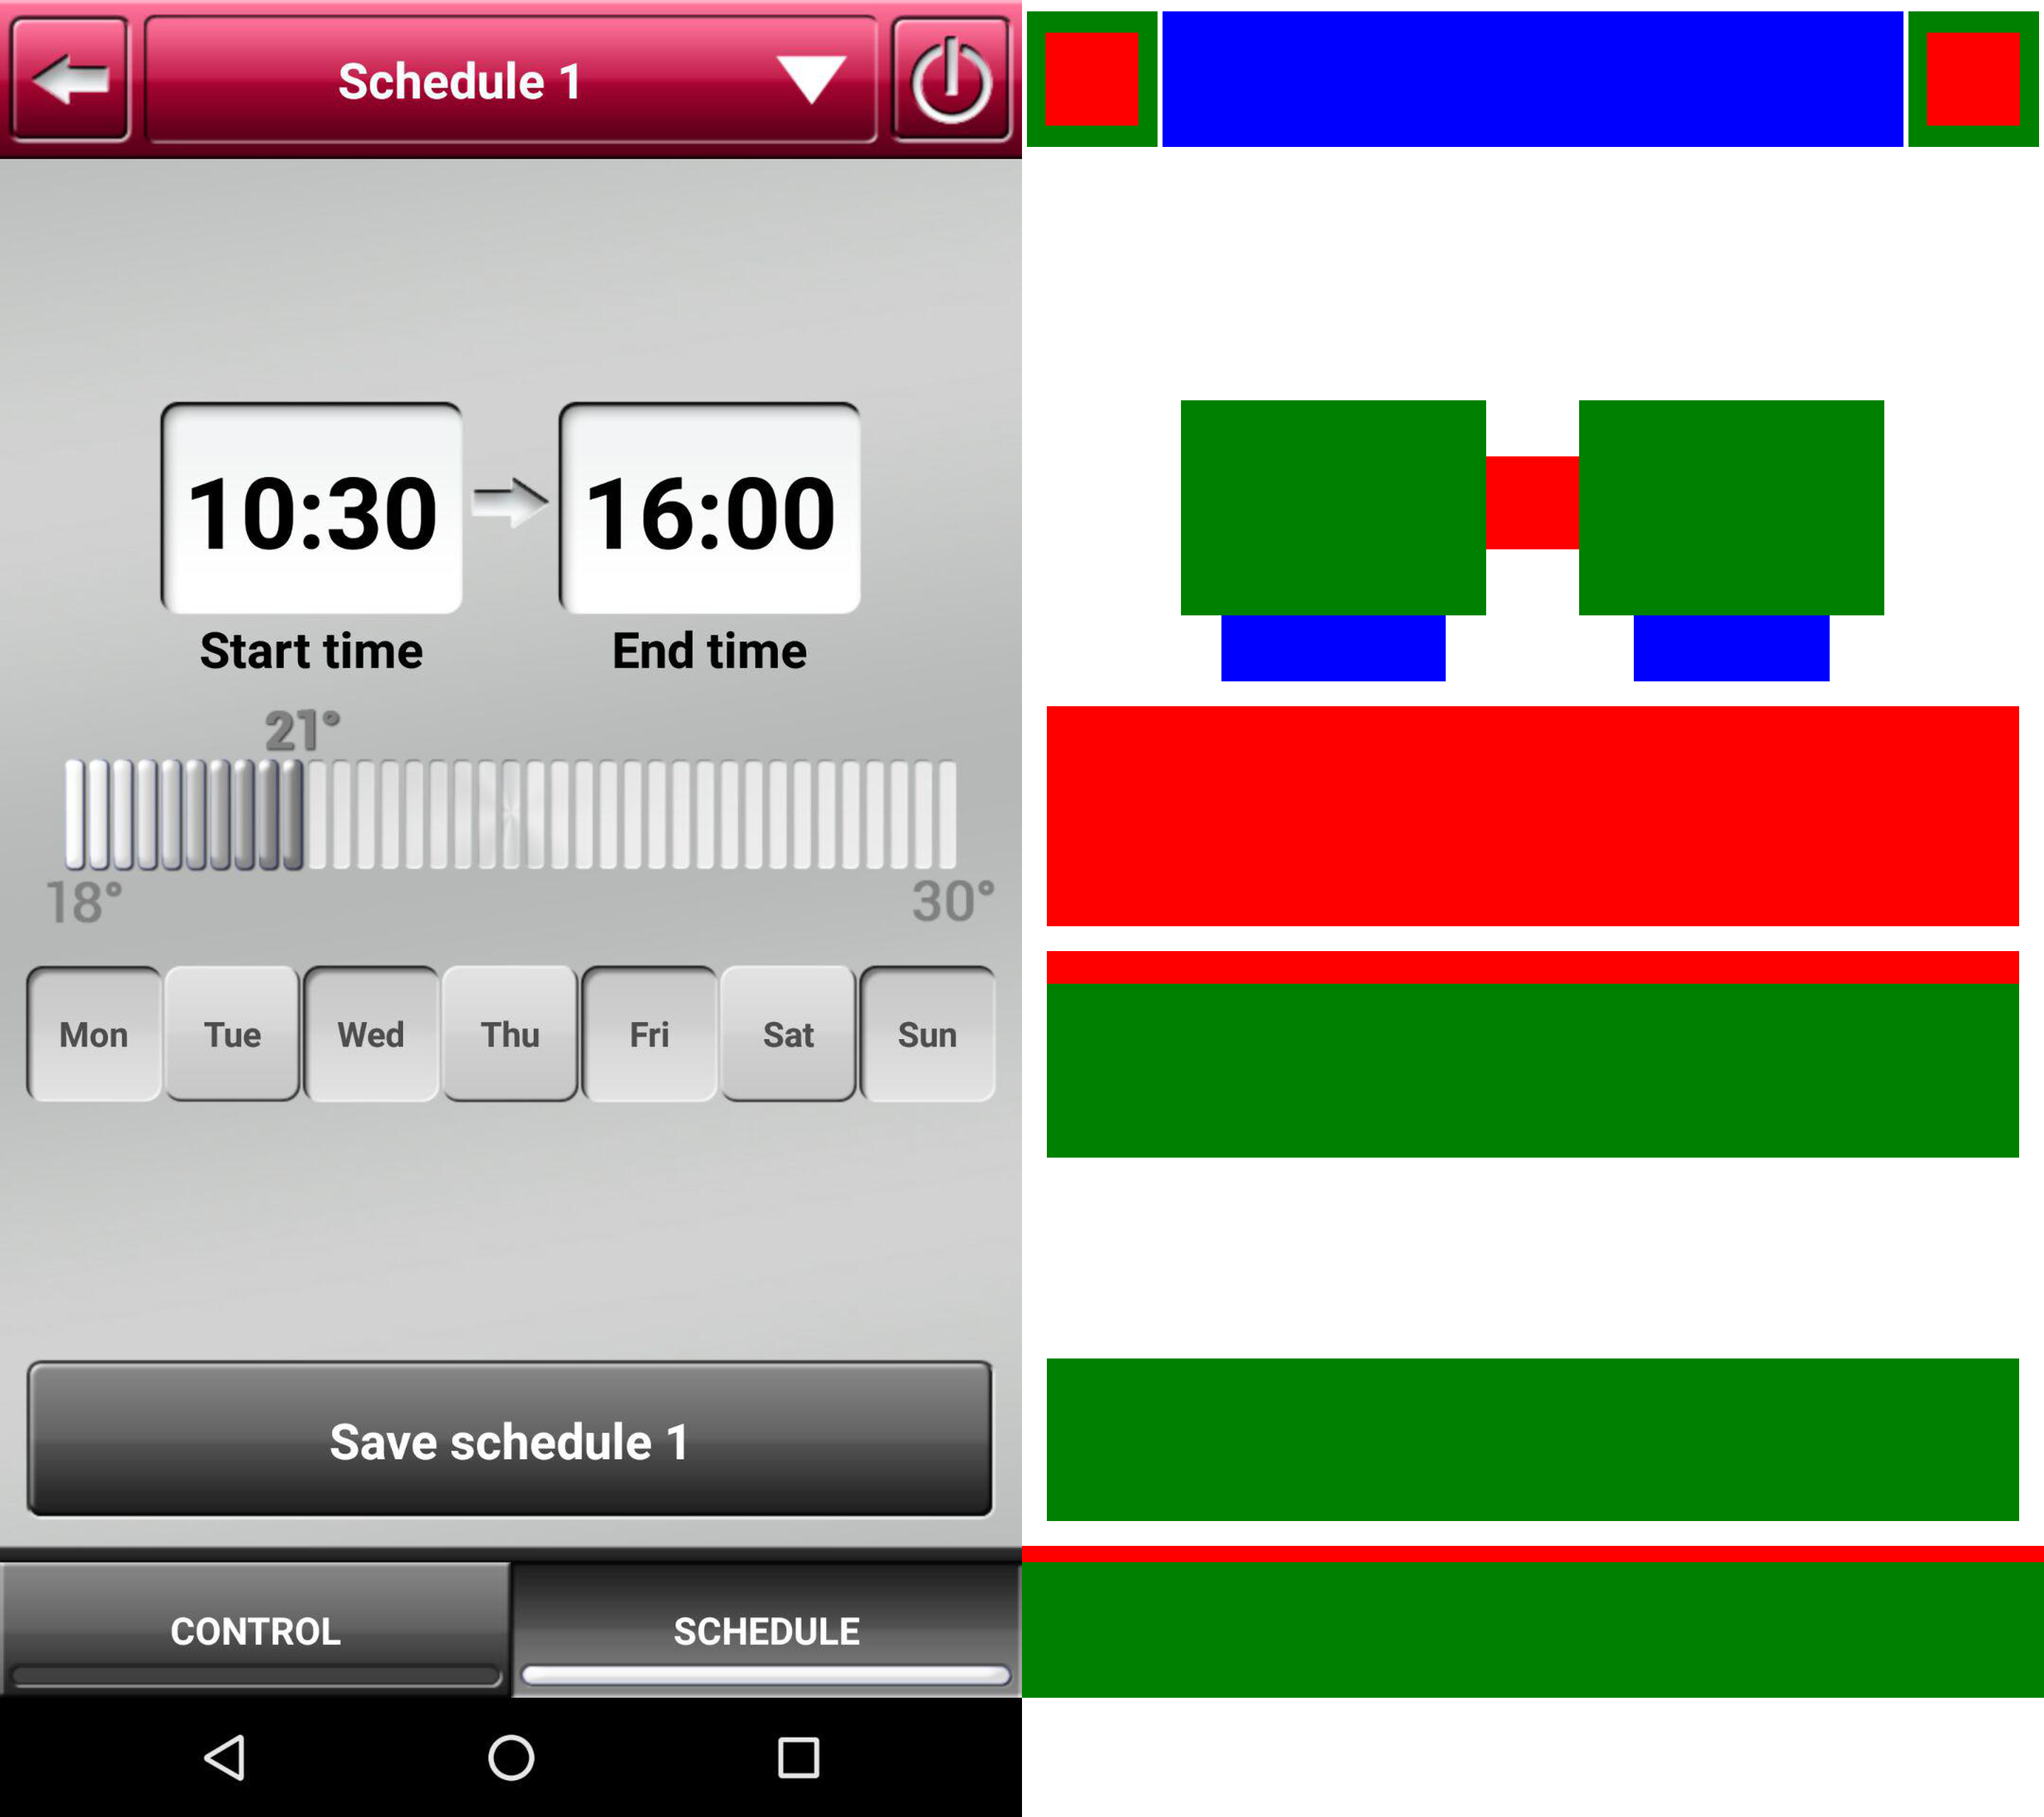 Schedule 1
10:30 16:00
Start time End time
21°
18° 30°
Mon Tue Wed Thu Fri Sat Sun
Save schedule 1
CONTROL SCHEDULE